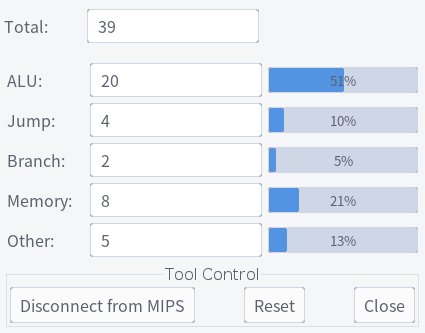 Total: 39
ALU: 20 51%
Jump: 4 10%
Branch: 2 5%
Memory: 8 21%
Other: 5 13%
Tool Control
Disconnect from MIPS Reset Close